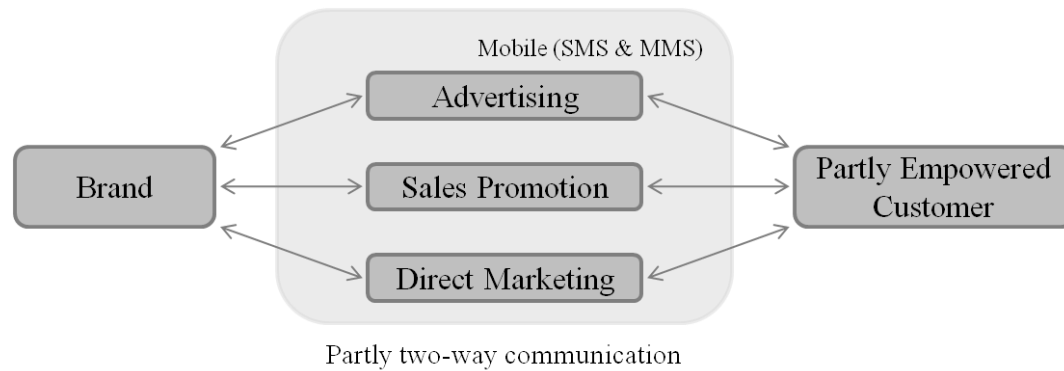 Mobile (SMS & MMS)
Advertising
Brand
Sales Promotion
Partly Empowered
Customer
Direct Marketing
Partly two-way communication